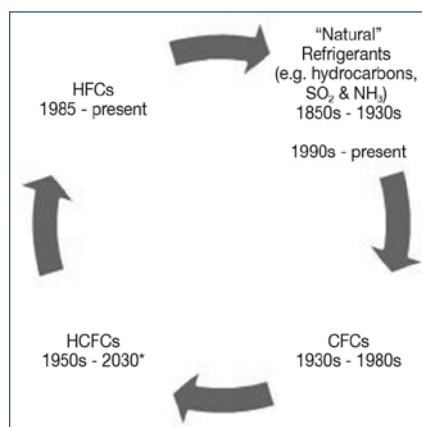 “Natural”
Refrigerants
(e.g. hydrocarbons,
SO₂ & NH₃)
1850s - 1930s
1990s - present
HFCs
1985 - present
HCFCs
1950s - 2030*
CFCs
1930s - 1980s